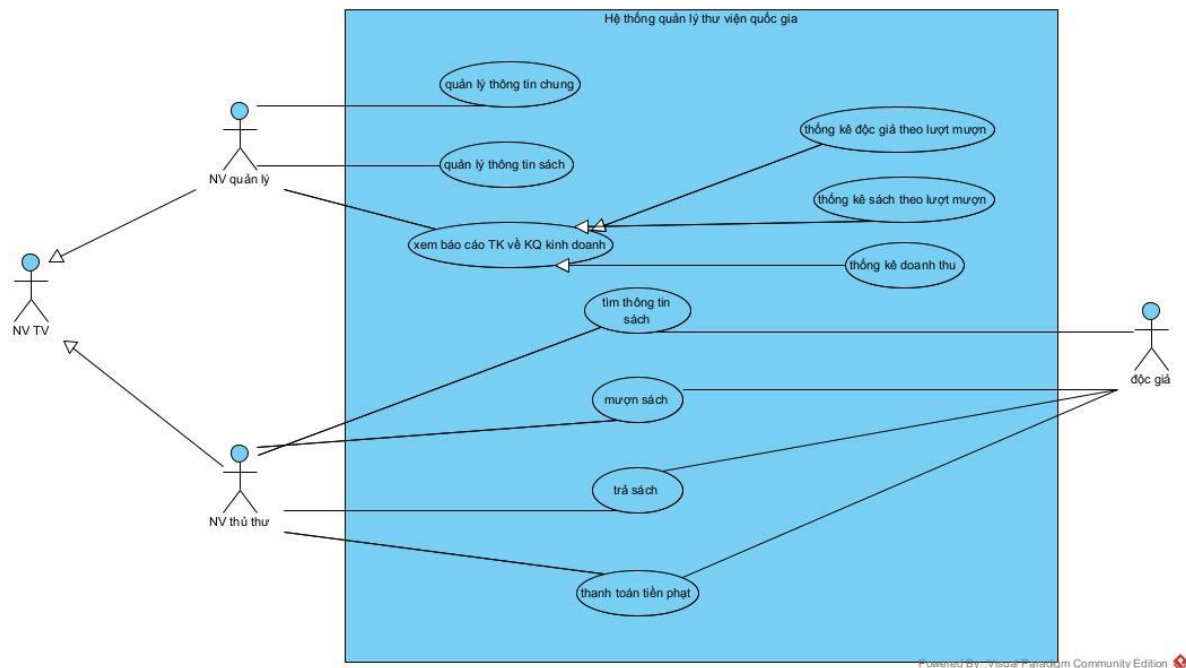 Hệ thống quản lý thư viện quốc gia
quản lý thông tin chung
thống kê độc giả theo lượt mượn
NV quản lý
quản lý thông tin sách
thống kê sách theo lượt mượn
xem báo cáo TK về KQ kinh doanh
thống kê doanh thu
NV TV
tìm thông tin
sách
độc giả
mượn sách
trả sách
NV thủ thư
thanh toán tiền phạt
Powered By: Visual Paradigm Community Edition